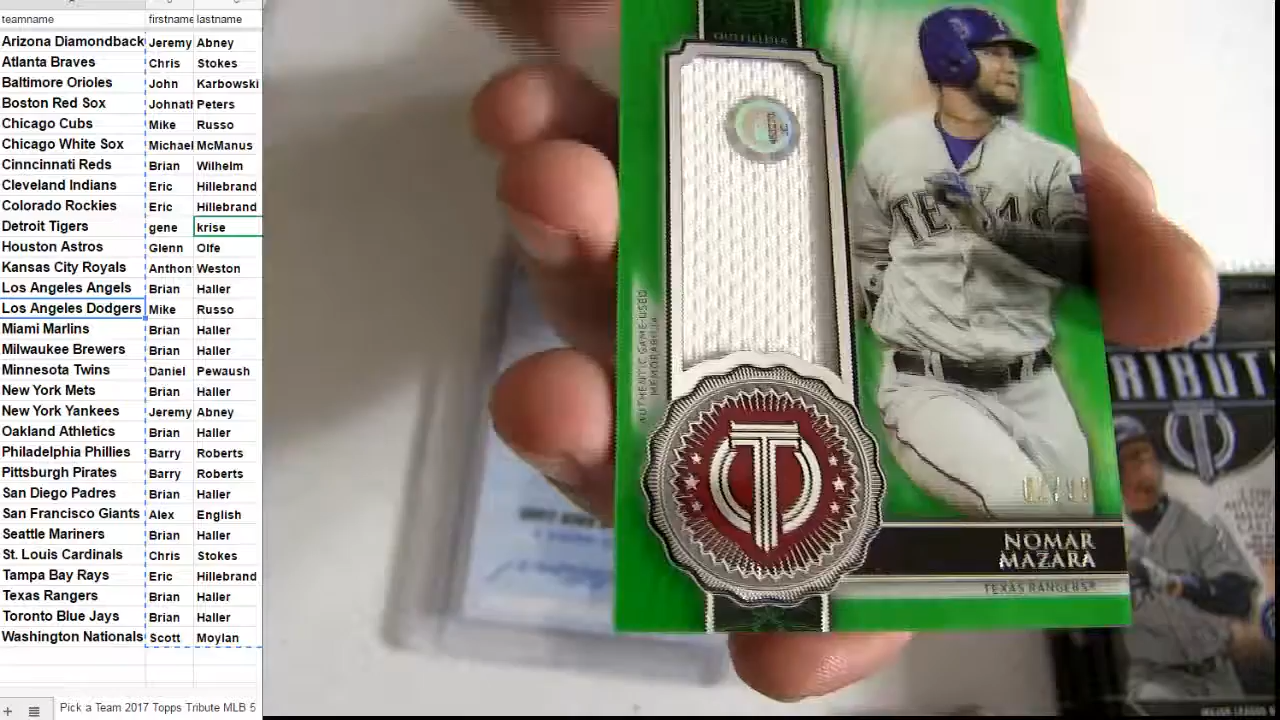 teamname firstname lastname
Arizona Diamondback Jeremy Abney
Atlanta Braves Chris Stokes
Baltimore Orioles John Karbowski
Boston Red Sox Johnath Peters
Chicago Cubs Mike Russo
Chicago White Sox Michael McManus
Cinncinnati Reds Brian Wilhelm
Cleveland Indians Eric Hillebrand
Colorado Rockies Eric Hillebrand
Detroit Tigers gene krise
Houston Astros Glenn Olfe
Kansas City Royals Anthon Weston
Los Angeles Angels Brian Haller
Los Angeles Dodgers Mike Russo
Miami Marlins Brian Haller
Milwaukee Brewers Brian Haller
Minnesota Twins Daniel Pewaush
New York Mets Brian Haller
New York Yankees Jeremy Abney
Oakland Athletics Brian Haller
Philadelphia Phillies Barry Roberts
Pittsburgh Pirates Barry Roberts
San Diego Padres Brian Haller
San Francisco Giants Alex English
Seattle Mariners Brian Haller
St. Louis Cardinals Chris Stokes
Tampa Bay Rays Eric Hillebrand
Texas Rangers Brian Haller
Toronto Blue Jays Brian Haller
Washington Nationals Scott Moylan
Pick a Team 2017 Topps Tribute MLB 5
OUTFIELDER
TEXAS
AUTHENTIC GAME-USED
MEMORABILIA
T
NOMAR
MAZARA
TEXAS RANGERS
RIBUT